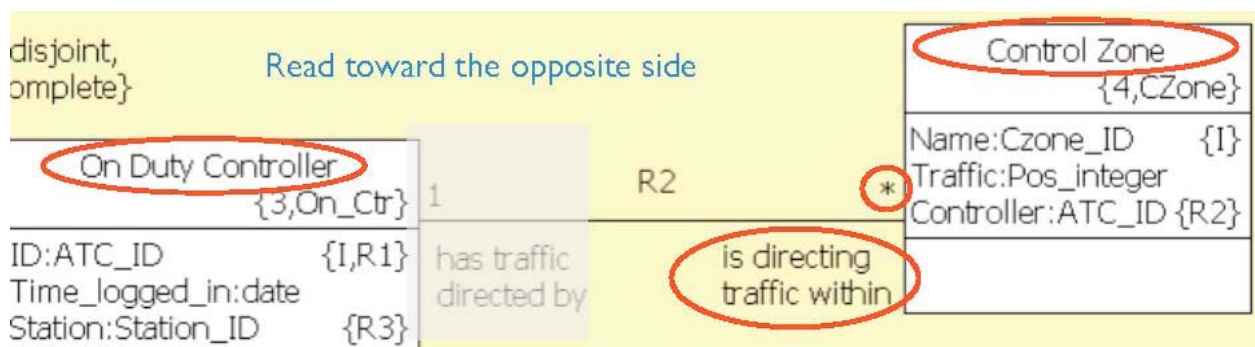 disjoint,
omplete}
Read toward the opposite side
Control Zone
{4,CZone}
On Duty Controller
{3,On_Ctr}
1
R2
*
Name:Czone_ID {I}
Traffic:Pos_integer
Controller:ATC_ID {R2}
ID:ATC_ID {I,R1}
Time_logged_in:date
Station:Station_ID {R3}
has traffic
directed by
is directing
traffic within